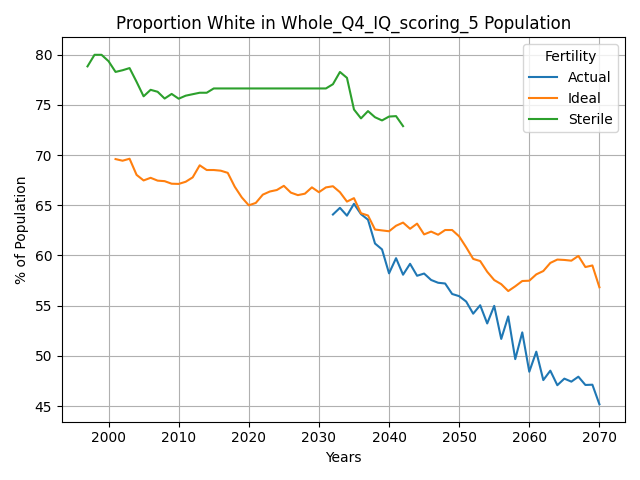 Proportion White in Whole_Q4_IQ_scoring_5 Population
Fertility
Actual
Ideal
Sterile
% of Population
80
75
70
65
60
55
50
45
2000 2010 2020 2030 2040 2050 2060 2070
Years